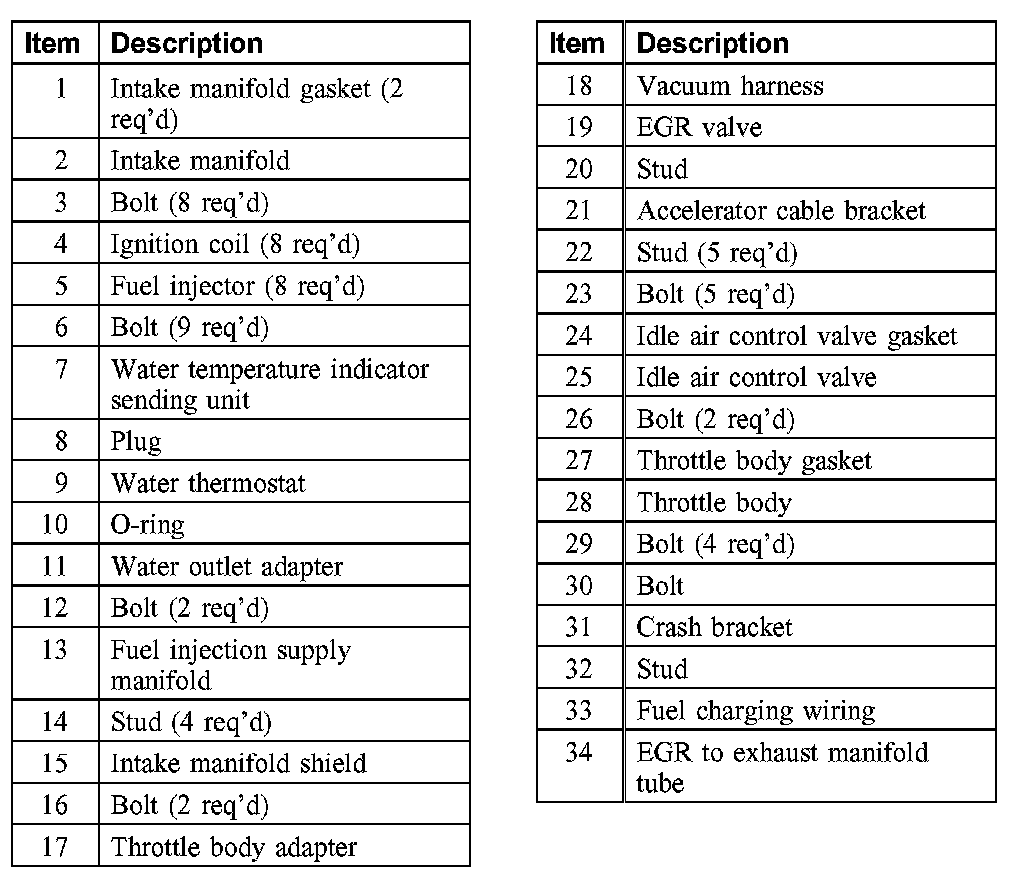 Item Description
1 Intake manifold gasket (2
req’d)
2 Intake manifold
3 Bolt (8 req’d)
4 Ignition coil (8 req’d)
5 Fuel injector (8 req’d)
6 Bolt (9 req’d)
7 Water temperature indicator
sending unit
8 Plug
9 Water thermostat
10 O-ring
11 Water outlet adapter
12 Bolt (2 req’d)
13 Fuel injection supply
manifold
14 Stud (4 req’d)
15 Intake manifold shield
16 Bolt (2 req’d)
17 Throttle body adapter
Item Description
18 Vacuum harness
19 EGR valve
20 Stud
21 Accelerator cable bracket
22 Stud (5 req’d)
23 Bolt (5 req’d)
24 Idle air control valve gasket
25 Idle air control valve
26 Bolt (2 req’d)
27 Throttle body gasket
28 Throttle body
29 Bolt (4 req’d)
30 Bolt
31 Crash bracket
32 Stud
33 Fuel charging wiring
34 EGR to exhaust manifold
tube